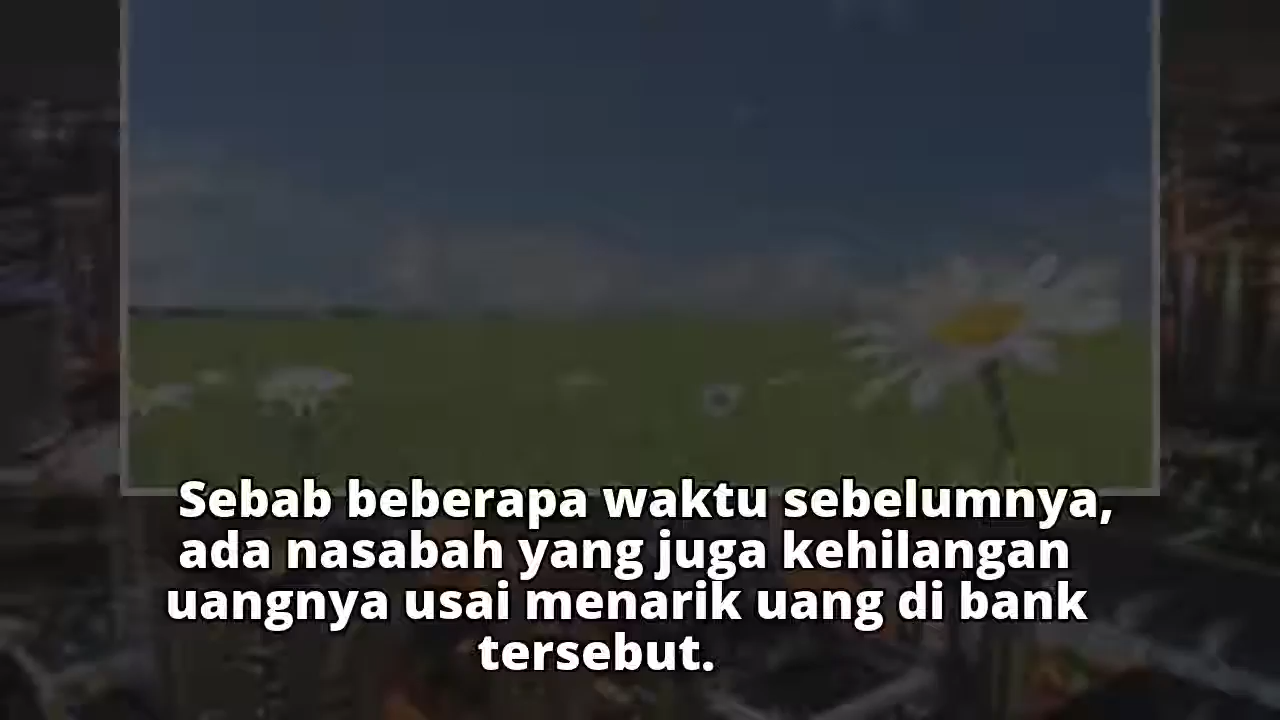 Sebab beberapa waktu sebelumnya,
ada nasabah yang juga kehilangan
uangnya usai menarik uang di bank
tersebut.